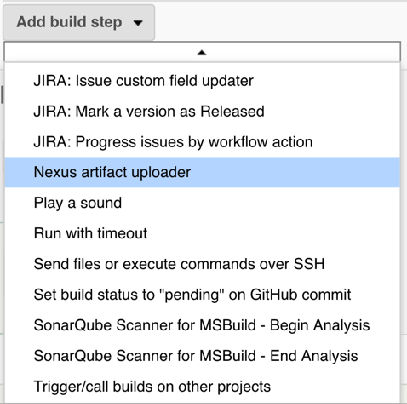 Add build step
JIRA: Issue custom field updater
JIRA: Mark a version as Released
JIRA: Progress issues by workflow action
Nexus artifact uploader
Play a sound
Run with timeout
Send files or execute commands over SSH
Set build status to "pending" on GitHub commit
SonarQube Scanner for MSBuild - Begin Analysis
SonarQube Scanner for MSBuild - End Analysis
Trigger/call builds on other projects